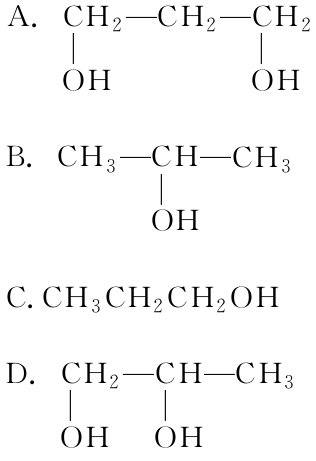 A. CH₂—CH₂—CH₂
OH OH
B. CH₃—CH—CH₃
OH
C. CH₃CH₂CH₂OH
D. CH₂—CH—CH₃
OH OH